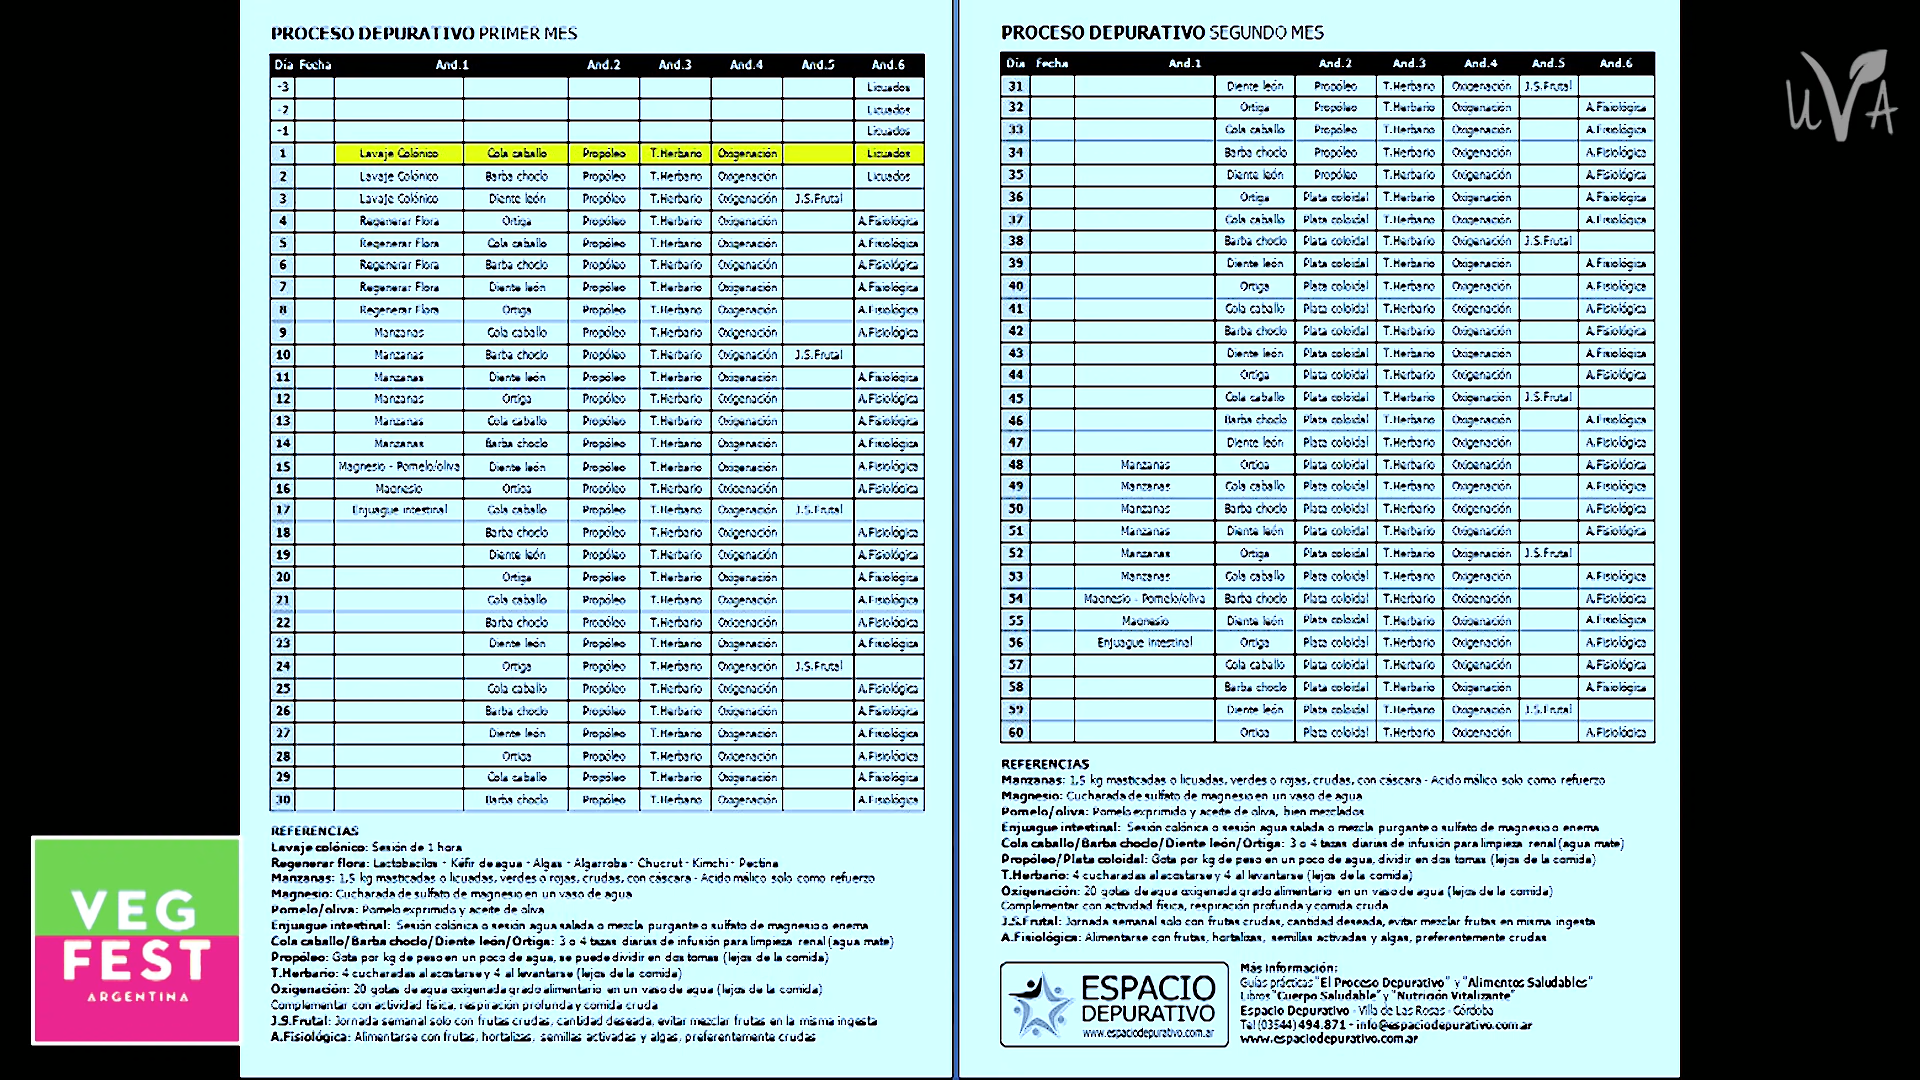 PROCESO DEPURATIVO PRIMER MES
Día Fecha And.1 And.2 And.3 And.4 And.5 And.6
-3 Licuados
-2 Licuados
-1 Licuados
1 Lavaje Colónico Cola caballo Propóleo T.Herbario Oxigenación Licuados
2 Lavaje Colónico Barba choclo Propóleo T.Herbario Oxigenación Licuados
3 Lavaje Colónico Diente león Propóleo T.Herbario Oxigenación J.S.Frutal
4 Regenerar Flora Ortiga Propóleo T.Herbario Oxigenación A.Fisiológica
5 Regenerar Flora Cola caballo Propóleo T.Herbario Oxigenación A.Fisiológica
6 Regenerar Flora Barba choclo Propóleo T.Herbario Oxigenación A.Fisiológica
7 Regenerar Flora Diente león Propóleo T.Herbario Oxigenación A.Fisiológica
8 Regenerar Flora Ortiga Propóleo T.Herbario Oxigenación A.Fisiológica
9 Manzanas Cola caballo Propóleo T.Herbario Oxigenación A.Fisiológica
10 Manzanas Barba choclo Propóleo T.Herbario Oxigenación J.S.Frutal
11 Manzanas Diente león Propóleo T.Herbario Oxigenación A.Fisiológica
12 Manzanas Ortiga Propóleo T.Herbario Oxigenación A.Fisiológica
13 Manzanas Cola caballo Propóleo T.Herbario Oxigenación A.Fisiológica
14 Manzanas Barba choclo Propóleo T.Herbario Oxigenación A.Fisiológica
15 Magnesio - Pomelo/oliva Diente león Propóleo T.Herbario Oxigenación A.Fisiológica
16 Magnesio Ortiga Propóleo T.Herbario Oxigenación A.Fisiológica
17 Enjuague intestinal Cola caballo Propóleo T.Herbario Oxigenación J.S.Frutal
18 Barba choclo Propóleo T.Herbario Oxigenación A.Fisiológica
19 Diente león Propóleo T.Herbario Oxigenación A.Fisiológica
20 Ortiga Propóleo T.Herbario Oxigenación A.Fisiológica
21 Cola caballo Propóleo T.Herbario Oxigenación A.Fisiológica
22 Barba choclo Propóleo T.Herbario Oxigenación A.Fisiológica
23 Diente león Propóleo T.Herbario Oxigenación A.Fisiológica
24 Ortiga Propóleo T.Herbario Oxigenación J.S.Frutal
25 Cola caballo Propóleo T.Herbario Oxigenación A.Fisiológica
26 Barba choclo Propóleo T.Herbario Oxigenación A.Fisiológica
27 Diente león Propóleo T.Herbario Oxigenación A.Fisiológica
28 Ortiga Propóleo T.Herbario Oxigenación A.Fisiológica
29 Cola caballo Propóleo T.Herbario Oxigenación A.Fisiológica
30 Barba choclo Propóleo T.Herbario Oxigenación A.Fisiológica
REFERENCIAS
Lavaje colónico: Sesión de 1 hora
Regenerar flora: Lactobacilos - Kéfir de agua - Algas - Algarroba - Chucrut - Kimchi - Pectina
Manzanas: 1,5 kg masticadas o licuadas, verdes o rojas, crudas, con cáscara - Acido málico solo como refuerzo
Magnesio: Cucharada de sulfato de magnesio en un vaso de agua
Pomelo/oliva: Pomelo exprimido y aceite de oliva
Enjuague intestinal: Sesión colónica o sesión agua salada o mezcla purgante o sulfato de magnesio o enema
Cola caballo/Barba choclo/Diente león/Ortiga: 3 o 4 tazas diarias de infusión para limpieza renal (agua mate)
Propóleo: Gota por kg de peso en un poco de agua, se puede dividir en dos tomas (lejos de la comida)
T.Herbario: 4 cucharadas al acostarse y 4 al levantarse (lejos de la comida)
Oxigenación: 20 gotas de agua oxigenada grado alimentario en un vaso de agua (lejos de la comida)
Complementar con actividad física, respiración profunda y comida cruda
J.S.Frutal: Jornada semanal solo con frutas crudas, cantidad deseada, evitar mezclar frutas en la misma ingesta
A.Fisiológica: Alimentarse con frutas, hortalizas, semillas activadas y algas, preferentemente crudas
PROCESO DEPURATIVO SEGUNDO MES
Día Fecha And.1 And.2 And.3 And.4 And.5 And.6
31 Diente león Propóleo T.Herbario Oxigenación J.S.Frutal
32 Ortiga Propóleo T.Herbario Oxigenación A.Fisiológica
33 Cola caballo Propóleo T.Herbario Oxigenación A.Fisiológica
34 Barba choclo Propóleo T.Herbario Oxigenación A.Fisiológica
35 Diente león Propóleo T.Herbario Oxigenación A.Fisiológica
36 Ortiga Plata coloidal T.Herbario Oxigenación A.Fisiológica
37 Cola caballo Plata coloidal T.Herbario Oxigenación A.Fisiológica
38 Barba choclo Plata coloidal T.Herbario Oxigenación J.S.Frutal
39 Diente león Plata coloidal T.Herbario Oxigenación A.Fisiológica
40 Ortiga Plata coloidal T.Herbario Oxigenación A.Fisiológica
41 Cola caballo Plata coloidal T.Herbario Oxigenación A.Fisiológica
42 Barba choclo Plata coloidal T.Herbario Oxigenación A.Fisiológica
43 Diente león Plata coloidal T.Herbario Oxigenación A.Fisiológica
44 Ortiga Plata coloidal T.Herbario Oxigenación A.Fisiológica
45 Cola caballo Plata coloidal T.Herbario Oxigenación J.S.Frutal
46 Barba choclo Plata coloidal T.Herbario Oxigenación A.Fisiológica
47 Diente león Plata coloidal T.Herbario Oxigenación A.Fisiológica
48 Manzanas Ortiga Plata coloidal T.Herbario Oxigenación A.Fisiológica
49 Manzanas Cola caballo Plata coloidal T.Herbario Oxigenación A.Fisiológica
50 Manzanas Barba choclo Plata coloidal T.Herbario Oxigenación A.Fisiológica
51 Manzanas Diente león Plata coloidal T.Herbario Oxigenación A.Fisiológica
52 Manzanas Ortiga Plata coloidal T.Herbario Oxigenación J.S.Frutal
53 Manzanas Cola caballo Plata coloidal T.Herbario Oxigenación A.Fisiológica
54 Magnesio - Pomelo/oliva Barba choclo Plata coloidal T.Herbario Oxigenación A.Fisiológica
55 Magnesio Diente león Plata coloidal T.Herbario Oxigenación A.Fisiológica
56 Enjuague intestinal Ortiga Plata coloidal T.Herbario Oxigenación A.Fisiológica
57 Cola caballo Plata coloidal T.Herbario Oxigenación A.Fisiológica
58 Barba choclo Plata coloidal T.Herbario Oxigenación A.Fisiológica
59 Diente león Plata coloidal T.Herbario Oxigenación J.S.Frutal
60 Ortiga Plata coloidal T.Herbario Oxigenación A.Fisiológica
REFERENCIAS
Manzanas: 1,5 kg masticadas o licuadas, verdes o rojas, crudas, con cáscara - Acido málico solo como refuerzo
Magnesio: Cucharada de sulfato de magnesio en un vaso de agua
Pomelo/oliva: Pomelo exprimido y aceite de oliva, bien mezclados
Enjuague intestinal: Sesión colónica o sesión agua salada o mezcla purgante o sulfato de magnesio o enema
Cola caballo/Barba choclo/Diente león/Ortiga: 3 o 4 tazas diarias de infusión para limpieza renal (agua mate)
Propóleo/Plata coloidal: Gota por kg de peso en un poco de agua, dividir en dos tomas (lejos de la comida)
T.Herbario: 4 cucharadas al acostarse y 4 al levantarse (lejos de la comida)
Oxigenación: 20 gotas de agua oxigenada grado alimentario en un vaso de agua (lejos de la comida)
Complementar con actividad física, respiración profunda y comida cruda
J.S.Frutal: Jornada semanal solo con frutas crudas, cantidad deseada, evitar mezclar frutas en misma ingesta
A.Fisiológica: Alimentarse con frutas, hortalizas, semillas activadas y algas, preferentemente crudas
ESPACIO
DEPURATIVO
www.espaciodepurativo.com.ar
Más información:
Guías prácticas "El Proceso Depurativo" y "Alimentos Saludables"
Libros "Cuerpo Saludable" y "Nutrición Vitalizante"
Espacio Depurativo - Villa de Las Rosas - Córdoba
Tel (03544) 494.871 - info@espaciodepurativo.com.ar
www.espaciodepurativo.com.ar
UVA
VEG
FEST
ARGENTINA